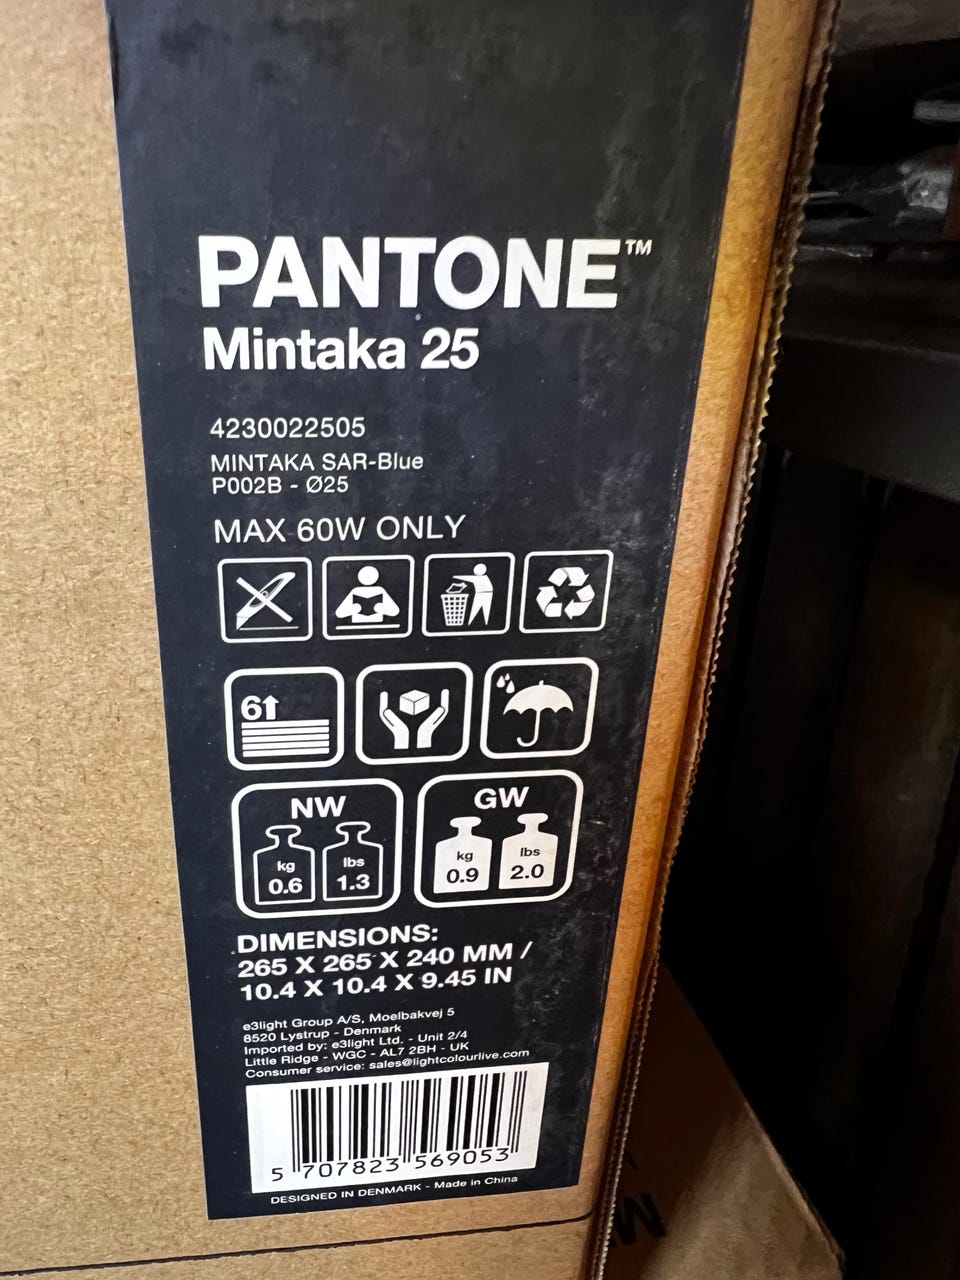 PANTONE™
Mintaka 25
4230022505
MINTAKA SAR-Blue
P002B - Ø25
MAX 60W ONLY
6
NW
kg
0.6
lbs
1.3
GW
kg
0.9
lbs
2.0
DIMENSIONS:
265 X 265 X 240 MM /
10.4 X 10.4 X 9.45 IN
e3light Group A/S, Moelbakvej 5
8520 Lystrup - Denmark
Imported by: e3light Ltd. - Unit 2/4
Little Ridge - WGC - AL7 2BH - UK
Consumer service: sales@lightcolourlive.com
5 707823 569053
DESIGNED IN DENMARK - Made in China